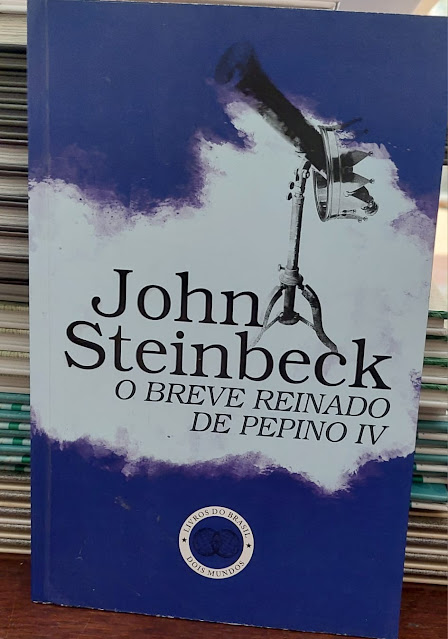 John
Steinbeck
O BREVE REINADO
DE PEPINO IV
LIVROS DO BRASIL
DOIS MUNDOS